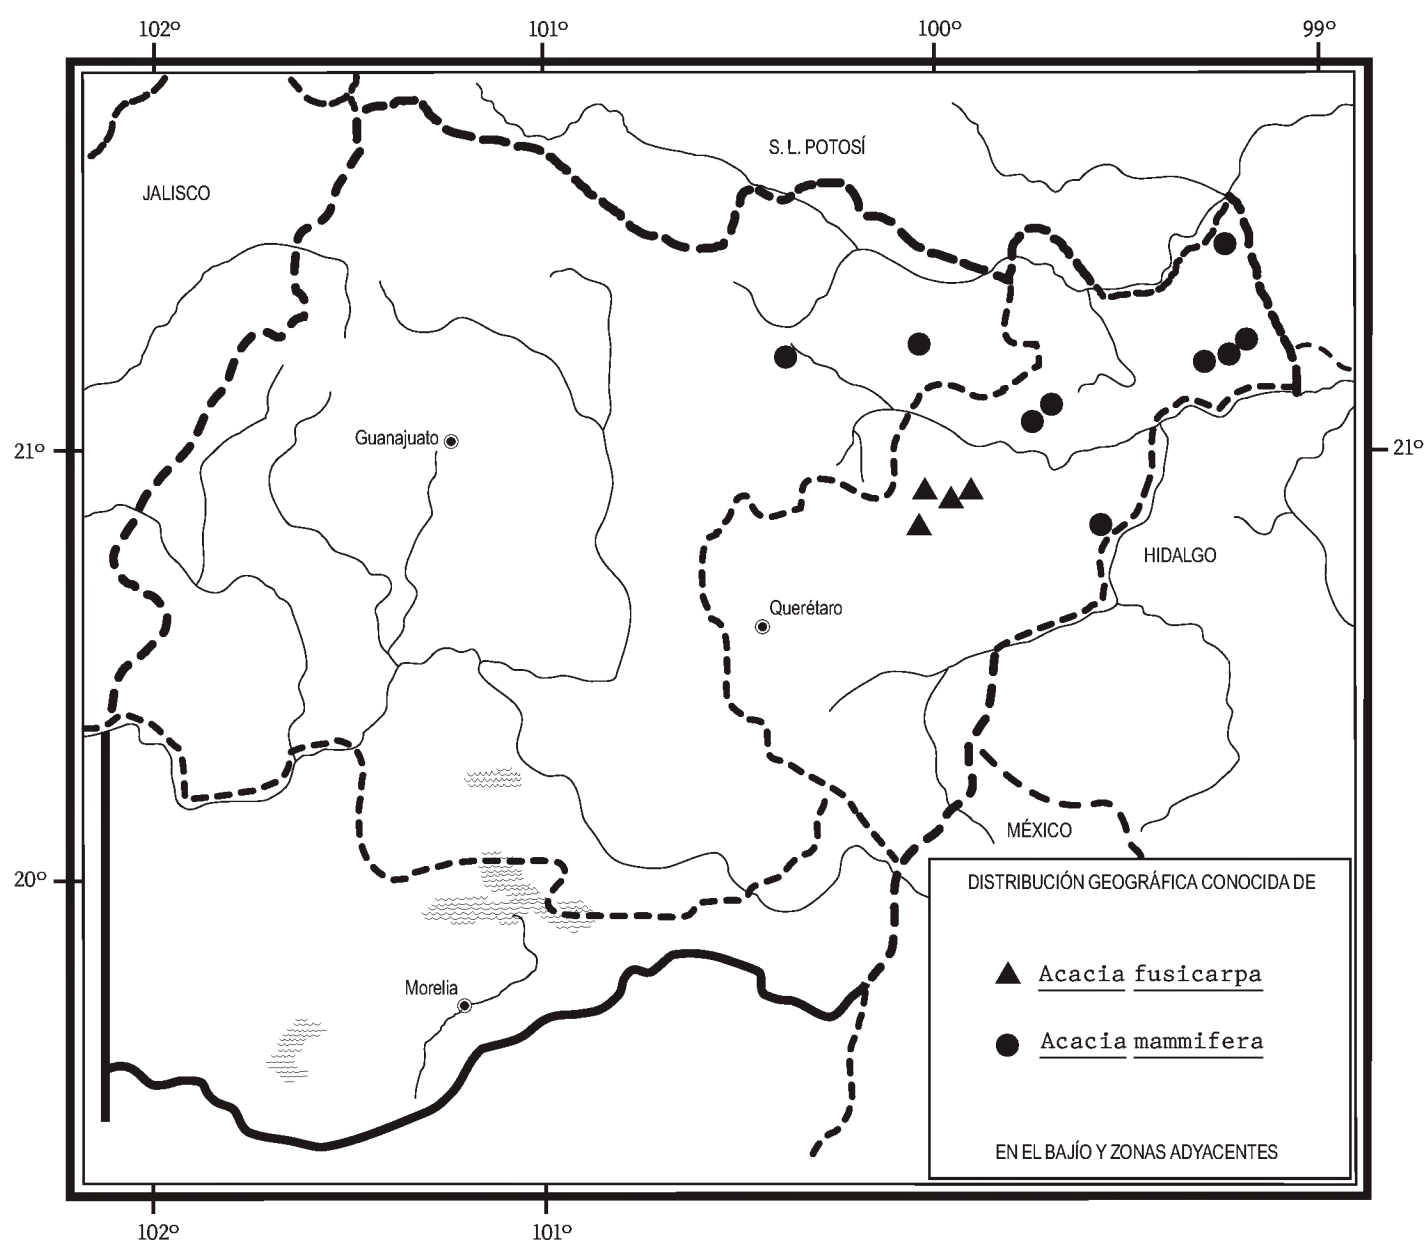 102º 101º 100º 99º
S. L. POTOSÍ
JALISCO
Guanajuato
21º 21º
HIDALGO
Querétaro
MÉXICO
20º
DISTRIBUCIÓN GEOGRÁFICA CONOCIDA DE
Acacia fusicarpa
Morelia
Acacia mammifera
EN EL BAJÍO Y ZONAS ADYACENTES
102º 101º